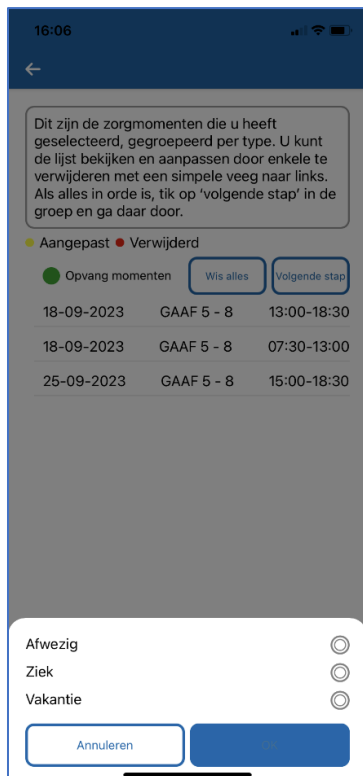 16:06
Dit zijn de zorgmomenten die u heeft
geselecteerd, gegroepeerd per type. U kunt
de lijst bekijken en aanpassen door enkele te
verwijderen met een simpele veeg naar links.
Als alles in orde is, tik op 'volgende stap' in de
groep en ga daar door.
Aangepast Verwijderd
Opvang momenten Wis alles Volgende stap
18-09-2023 GAAF 5 - 8 13:00-18:30
18-09-2023 GAAF 5 - 8 07:30-13:00
25-09-2023 GAAF 5 - 8 15:00-18:30
Afwezig
Ziek
Vakantie
Annuleren OK